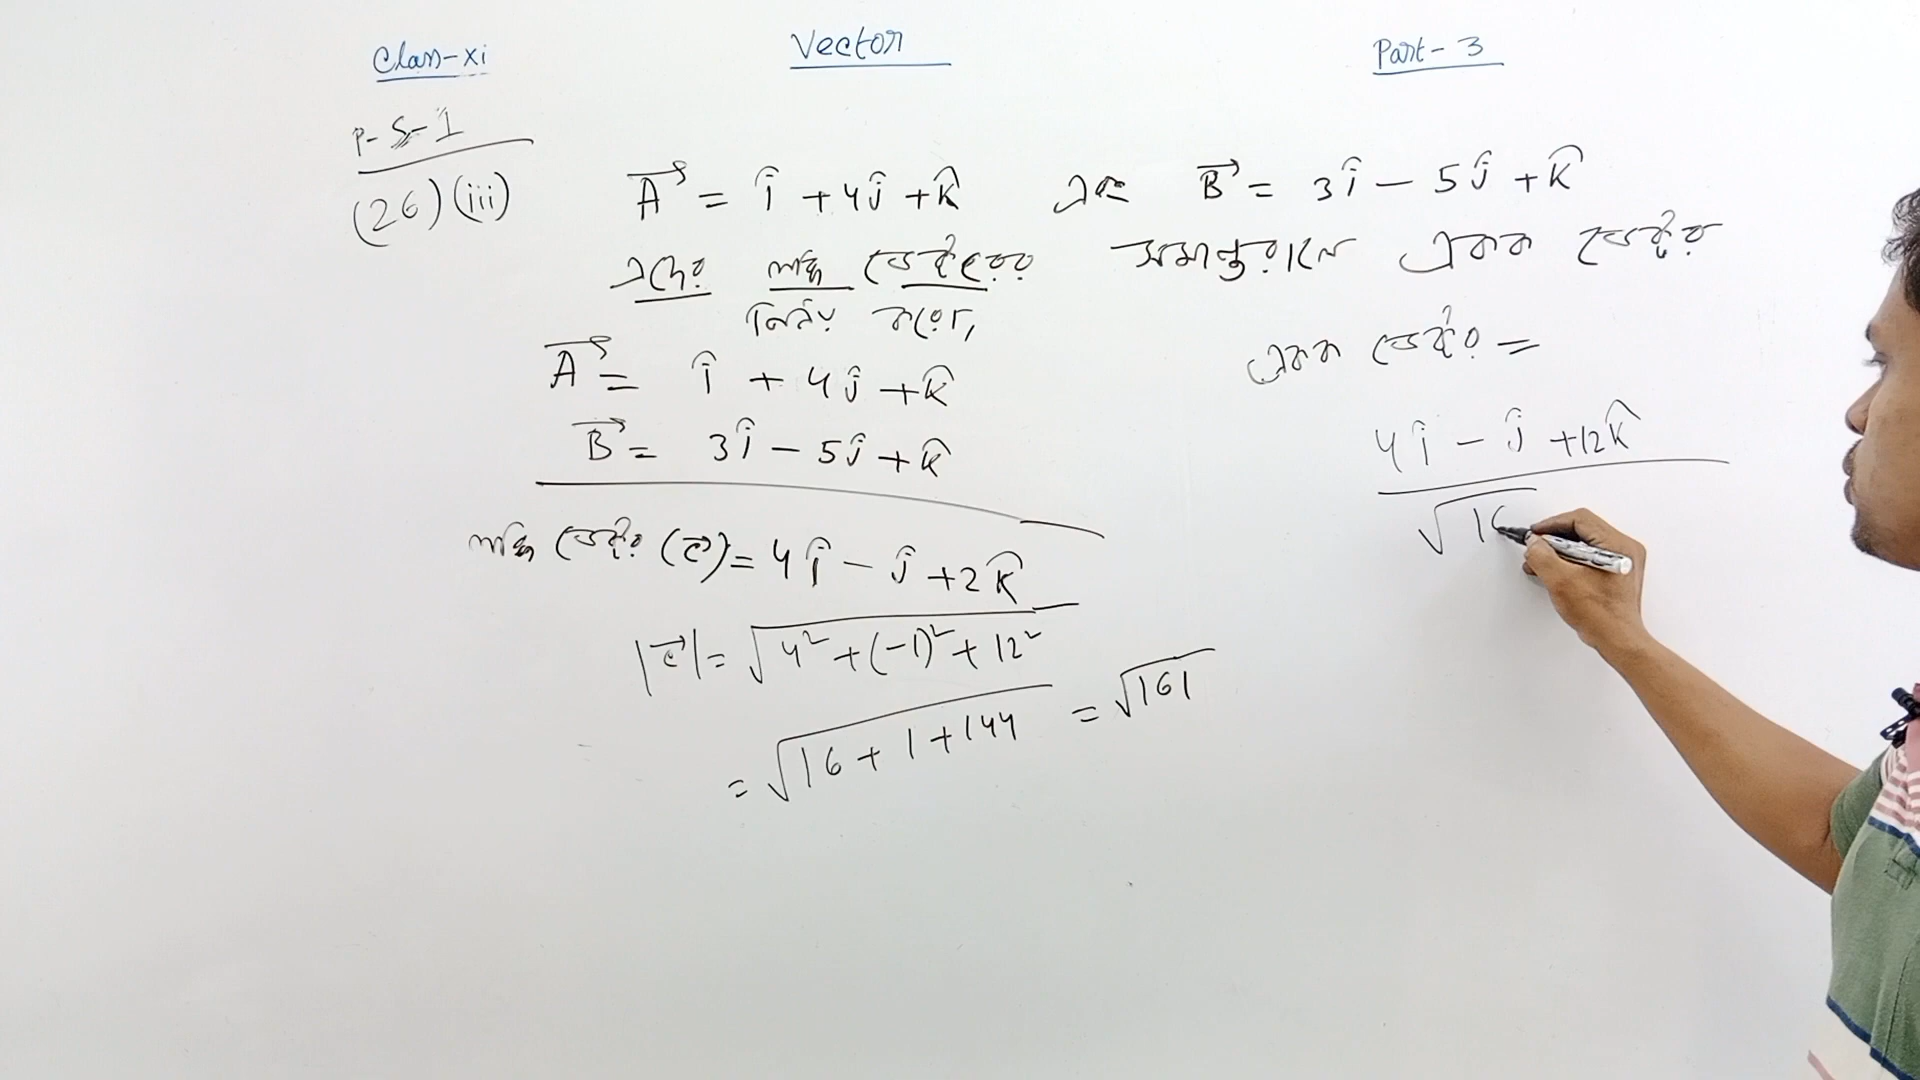 Class-xi
Vector
Part-3
P-S-1
(26)(iii)
A⃗ = î + 4ĵ + k̂ এবং B⃗ = 3î − 5ĵ + k̂
এদের লব্ধি ভেক্টরের সমান্তরালে একক ভেক্টর
নির্ণয় করো,
A⃗ = î + 4ĵ + k̂
B⃗ = 3î − 5ĵ + k̂
লব্ধি ভেক্টর (c⃗) = 4î − ĵ + 2k̂
|c⃗| = √4² + (−1)² + 12²
= √16 + 1 + 144 = √161
একক ভেক্টর =
4î − ĵ + 12k̂
√16